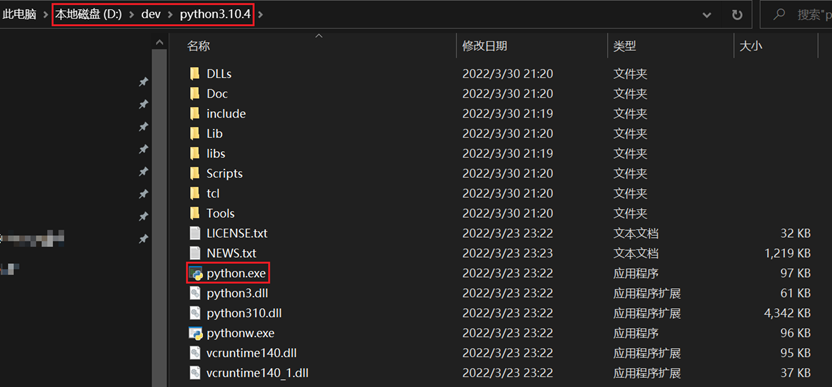 此电脑 › 本地磁盘 (D:) › dev › python3.10.4 › 搜索"p
名称 修改日期 类型 大小
DLLs 2022/3/30 21:20 文件夹
Doc 2022/3/30 21:20 文件夹
include 2022/3/30 21:19 文件夹
Lib 2022/3/30 21:20 文件夹
libs 2022/3/30 21:19 文件夹
Scripts 2022/3/30 21:20 文件夹
tcl 2022/3/30 21:20 文件夹
Tools 2022/3/30 21:20 文件夹
LICENSE.txt 2022/3/23 23:22 文本文档 32 KB
NEWS.txt 2022/3/23 23:23 文本文档 1,219 KB
python.exe 2022/3/23 23:22 应用程序 97 KB
python3.dll 2022/3/23 23:22 应用程序扩展 61 KB
python310.dll 2022/3/23 23:22 应用程序扩展 4,342 KB
pythonw.exe 2022/3/23 23:22 应用程序 96 KB
vcruntime140.dll 2022/3/23 23:22 应用程序扩展 95 KB
vcruntime140_1.dll 2022/3/23 23:22 应用程序扩展 37 KB